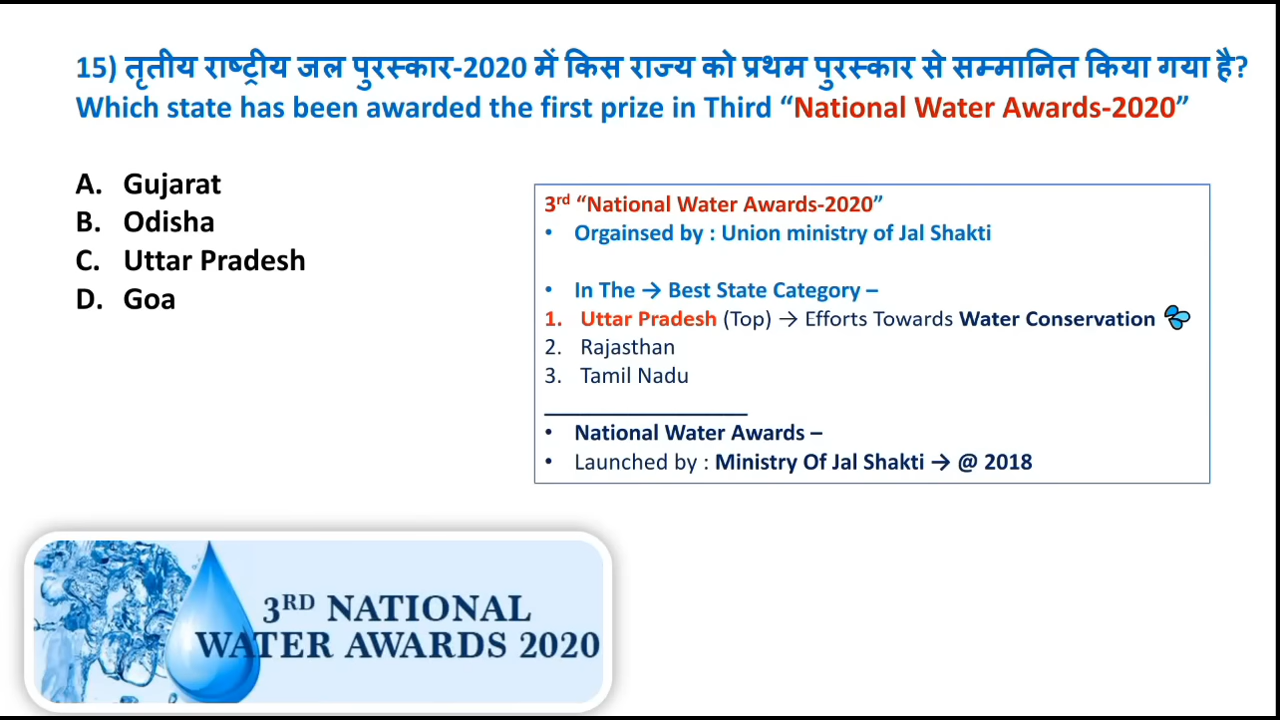 15) तृतीय राष्ट्रीय जल पुरस्कार-2020 में किस राज्य को प्रथम पुरस्कार से सम्मानित किया गया है?
Which state has been awarded the first prize in Third “National Water Awards-2020”
A. Gujarat
B. Odisha
C. Uttar Pradesh
D. Goa
3rd “National Water Awards-2020”
• Orgainsed by : Union ministry of Jal Shakti
• In The → Best State Category –
1. Uttar Pradesh (Top) → Efforts Towards Water Conservation
2. Rajasthan
3. Tamil Nadu
• National Water Awards –
• Launched by : Ministry Of Jal Shakti → @ 2018
3RD NATIONAL
WATER AWARDS 2020